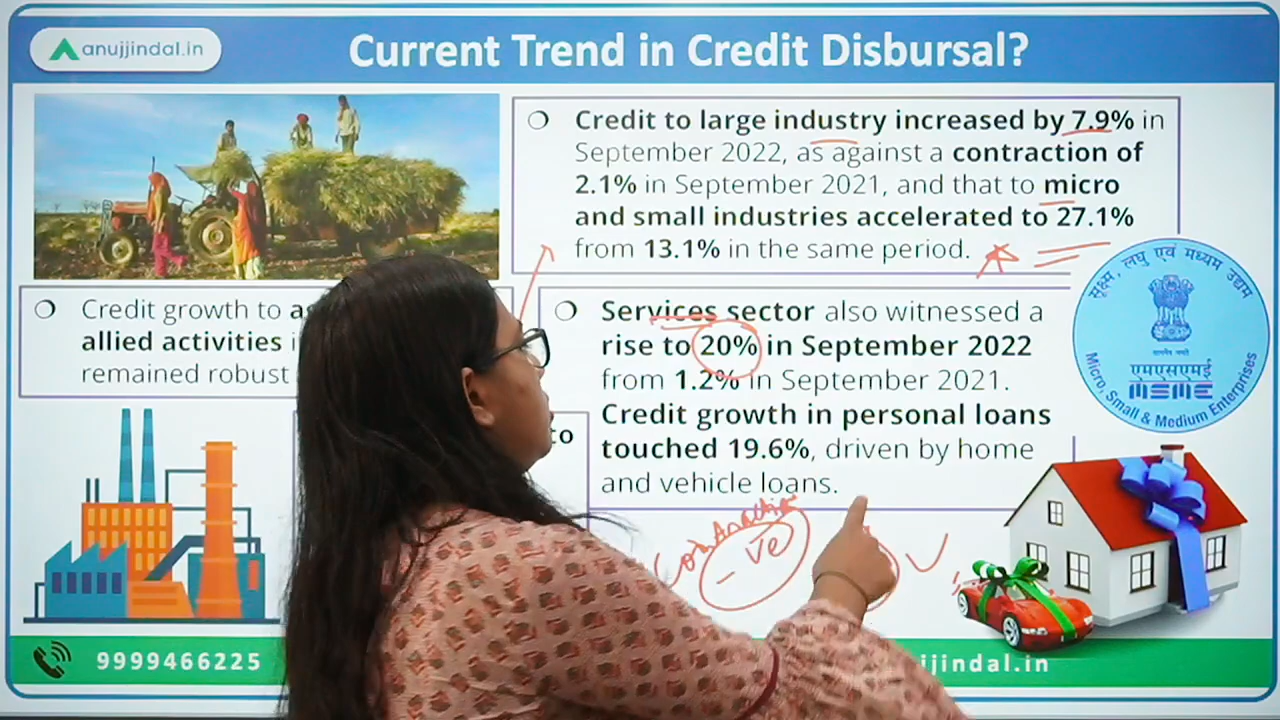 anujjindal.in
Current Trend in Credit Disbursal?
Credit to large industry increased by 7.9% in
September 2022, as against a contraction of
2.1% in September 2021, and that to micro
and small industries accelerated to 27.1%
from 13.1% in the same period.
सूक्ष्म, लघु एवं मध्यम उद्यम
एमएसएमई
MSME
Micro, Small & Medium Enterprises
Credit growth to
allied activities
remained robust
Services sector also witnessed a
rise to 20% in September 2022
from 1.2% in September 2021.
Credit growth in personal loans
touched 19.6%, driven by home
and vehicle loans.
to
-ve
9999466225
jindal.in